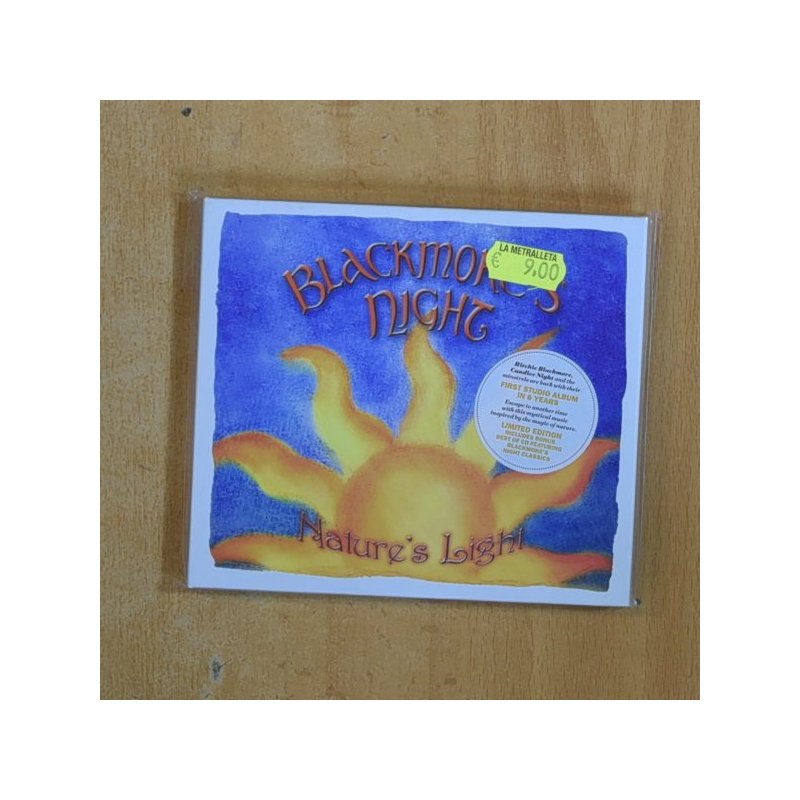 BLACKMORE'S
NIGHT
LA METRALLETA
€ 9,00
Ritchie Blackmore,
Candice Night and the
minstrels are back with their
FIRST STUDIO ALBUM
IN 6 YEARS
Escape to another time
with this mystical music
inspired by the magic of nature.
LIMITED EDITION
INCLUDES BONUS
BEST OF CD FEATURING
BLACKMORE'S
NIGHT CLASSICS
Nature's Light